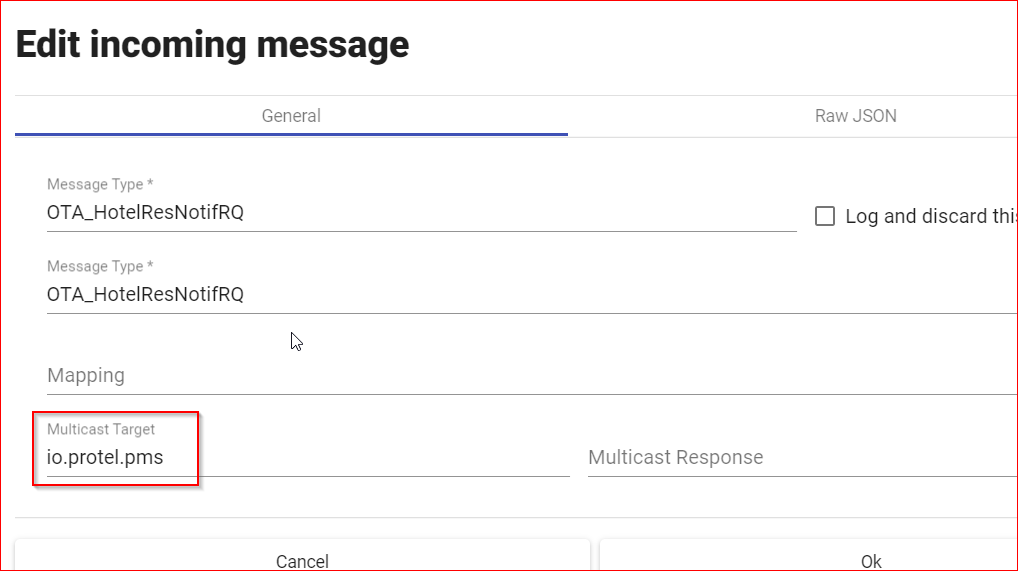 Edit incoming message
General
Raw JSON
Message Type *
OTA_HotelResNotifRQ
Log and discard this
Message Type *
OTA_HotelResNotifRQ
Mapping
Multicast Target
io.protel.pms
Multicast Response
Cancel
Ok